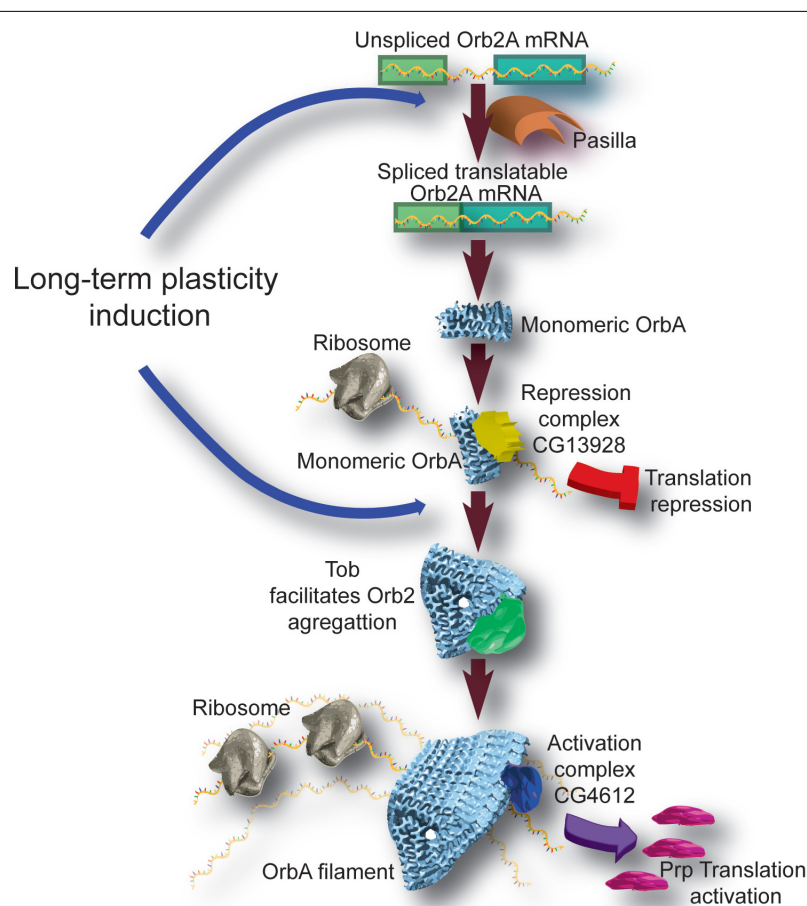 Unspliced Orb2A mRNA
Pasilla
Spliced translatable
Orb2A mRNA
Long-term plasticity
induction
Monomeric OrbA
Ribosome
Repression
complex
CG13928
Monomeric OrbA
Translation
repression
Tob
facilitates Orb2
agregattion
Ribosome
Activation
complex
CG4612
OrbA filament
Prp Translation
activation